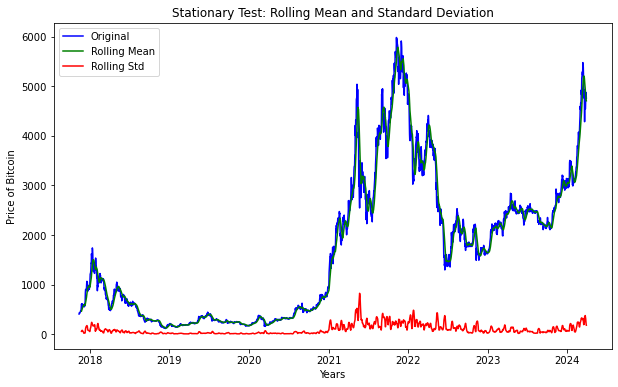 Stationary Test: Rolling Mean and Standard Deviation
Original
Rolling Mean
Rolling Std
Price of Bitcoin
6000
5000
4000
3000
2000
1000
0
2018 2019 2020 2021 2022 2023 2024
Years